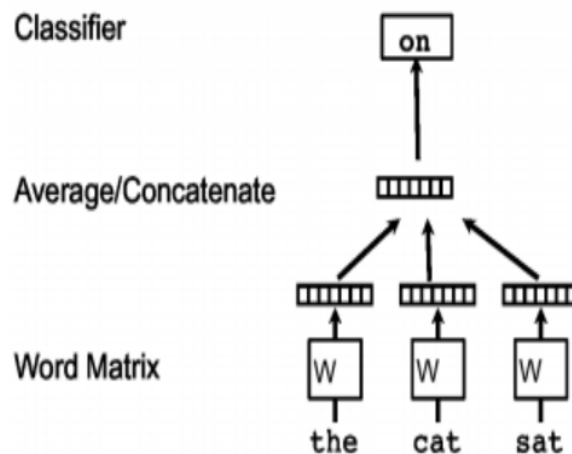 Classifier
on
Average/Concatenate
Word Matrix
W W W
the cat sat